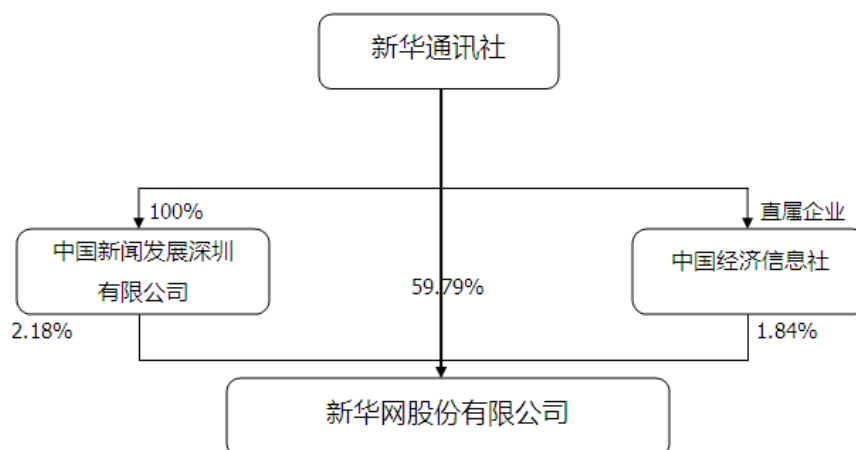 新华通讯社
100%
直属企业
中国新闻发展深圳
有限公司
中国经济信息社
59.79%
2.18%
1.84%
新华网股份有限公司